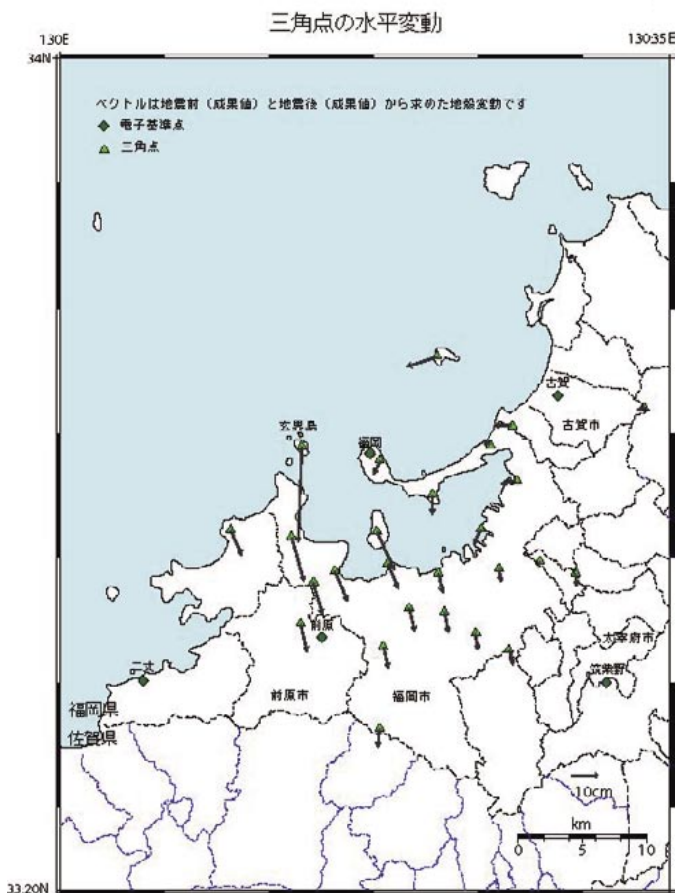 三角点の水平変動
130E
130:35E
34N
ベクトルは地震前（成果値）と地震後（成果値）から求めた地殻変動です
電子基準点
三角点
古賀
古賀市
玄界島
福岡
前原
太宰府市
二丈
筑紫野
前原市
福岡市
福岡県
佐賀県
10cm
km
0 5 10
33:20N